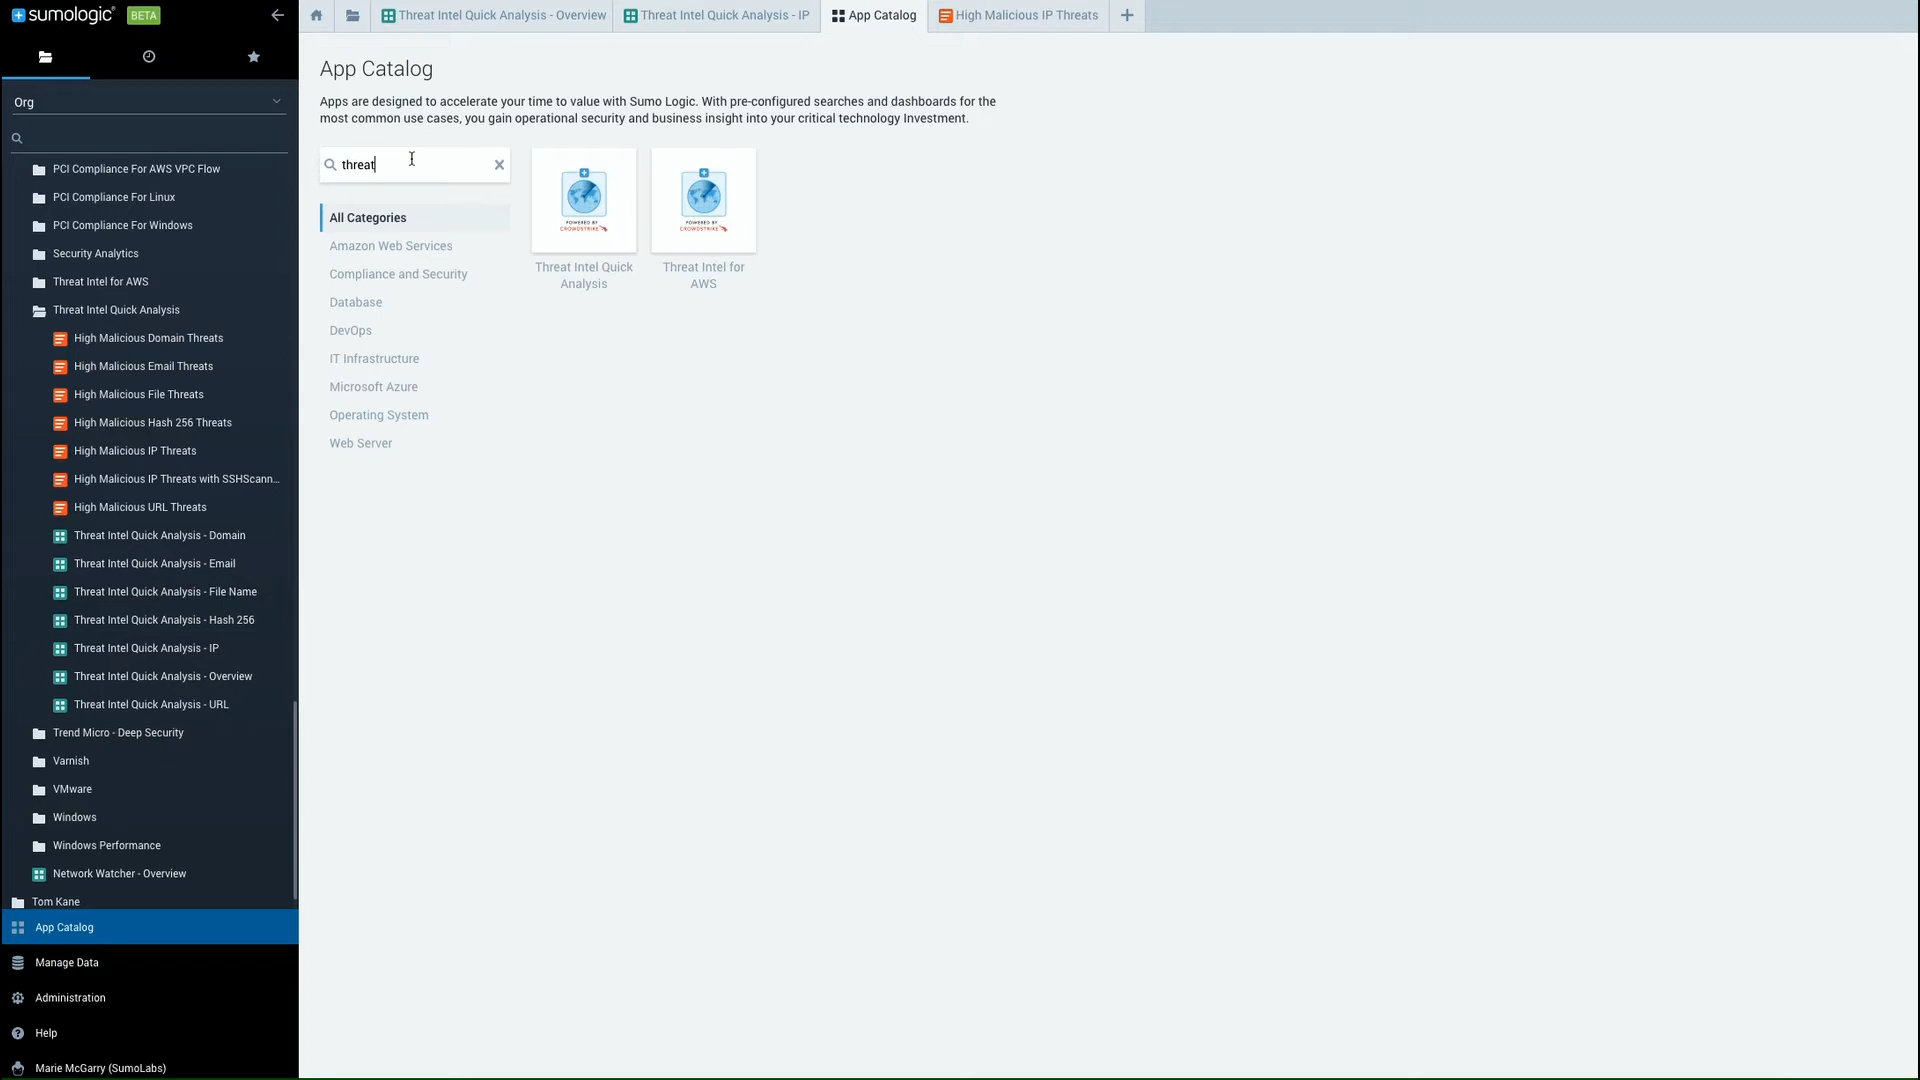 sumologic BETA
Org
PCI Compliance For AWS VPC Flow
PCI Compliance For Linux
PCI Compliance For Windows
Security Analytics
Threat Intel for AWS
Threat Intel Quick Analysis
High Malicious Domain Threats
High Malicious Email Threats
High Malicious File Threats
High Malicious Hash 256 Threats
High Malicious IP Threats
High Malicious IP Threats with SSHScann...
High Malicious URL Threats
Threat Intel Quick Analysis - Domain
Threat Intel Quick Analysis - Email
Threat Intel Quick Analysis - File Name
Threat Intel Quick Analysis - Hash 256
Threat Intel Quick Analysis - IP
Threat Intel Quick Analysis - Overview
Threat Intel Quick Analysis - URL
Trend Micro - Deep Security
Varnish
VMware
Windows
Windows Performance
Network Watcher - Overview
Tom Kane
App Catalog
Manage Data
Administration
Help
Marie McGarry (SumoLabs)
Threat Intel Quick Analysis - Overview
Threat Intel Quick Analysis - IP
App Catalog
High Malicious IP Threats
App Catalog
Apps are designed to accelerate your time to value with Sumo Logic. With pre-configured searches and dashboards for the
most common use cases, you gain operational security and business insight into your critical technology Investment.
threat
All Categories
Amazon Web Services
Compliance and Security
Database
DevOps
IT Infrastructure
Microsoft Azure
Operating System
Web Server
POWERED BY
CROWDSTRIKE
Threat Intel Quick
Analysis
POWERED BY
CROWDSTRIKE
Threat Intel for
AWS